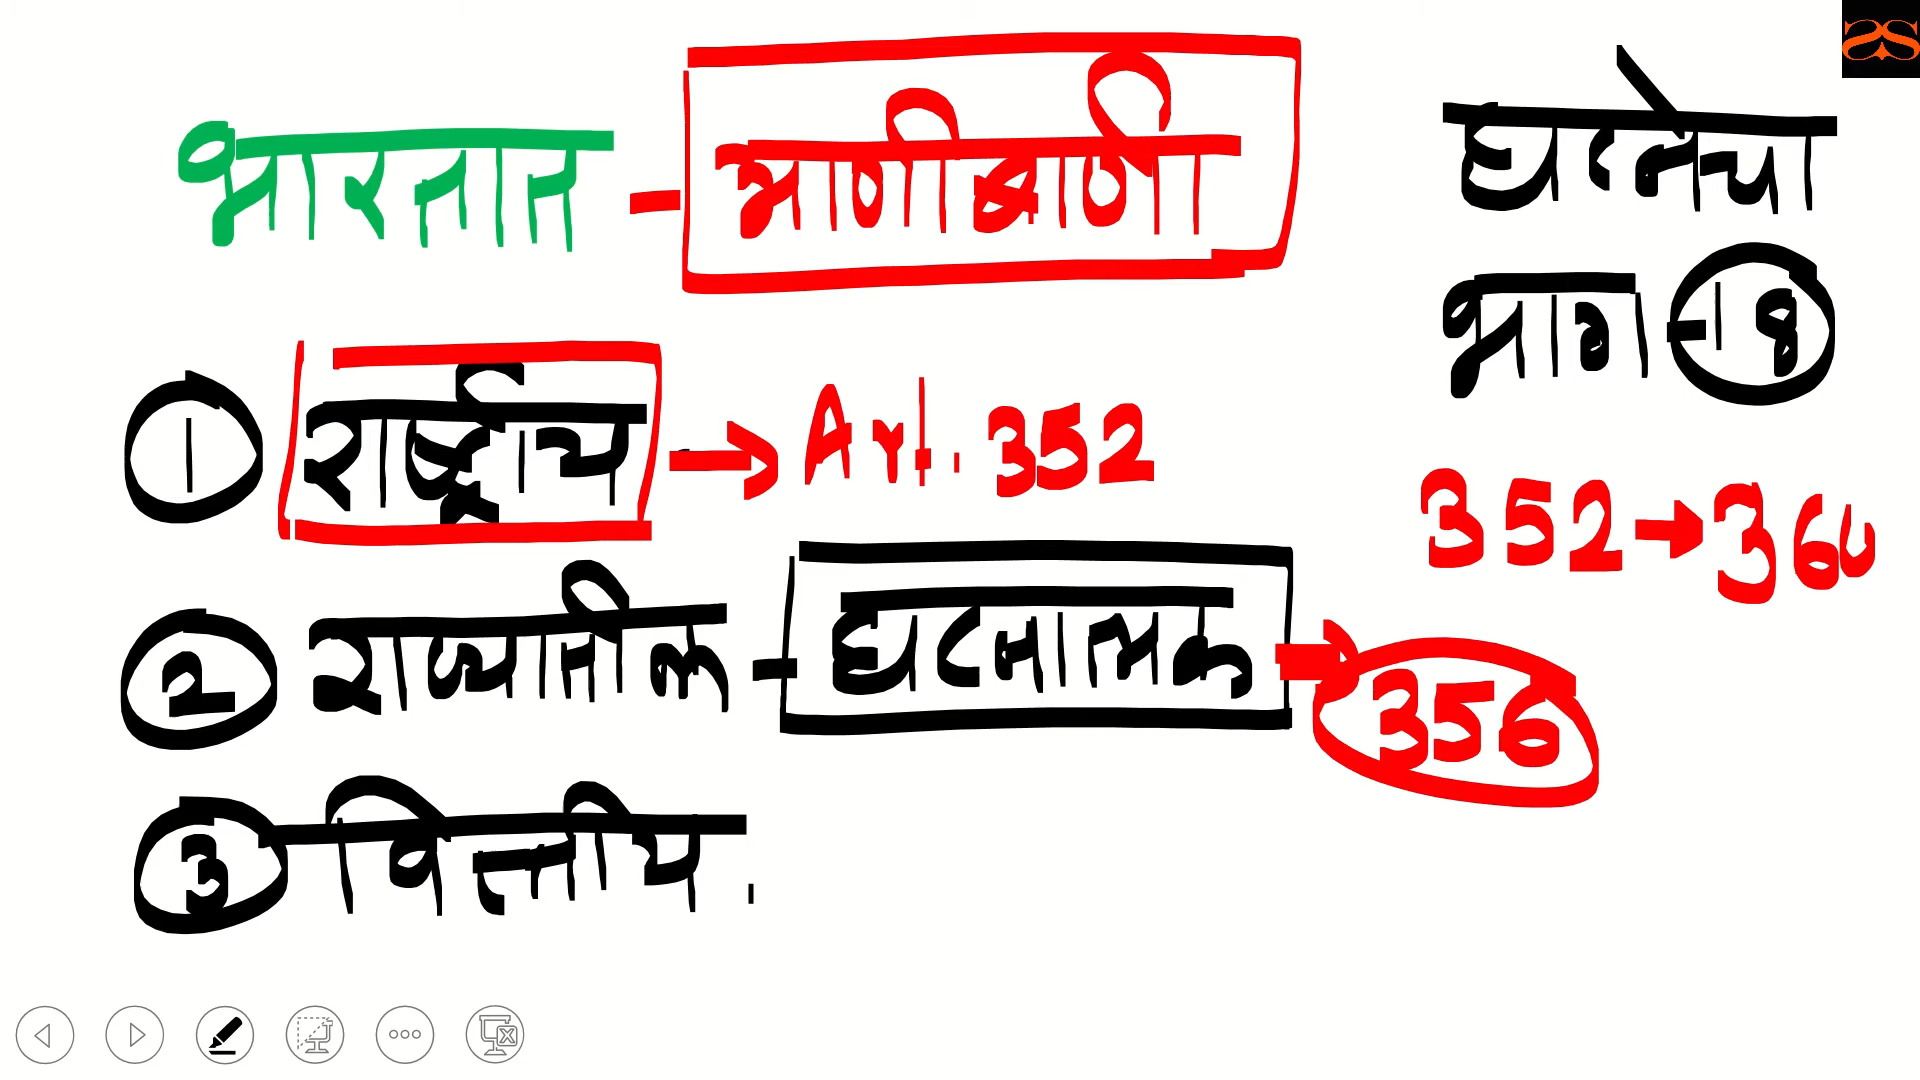 भारतात - आणीबाणी
घटनेचा
भाग - 18
1 राष्ट्रीय → Art. 352
352 → 360
2 राज्यातील - घटनात्मक → 356
3 वित्तीय .